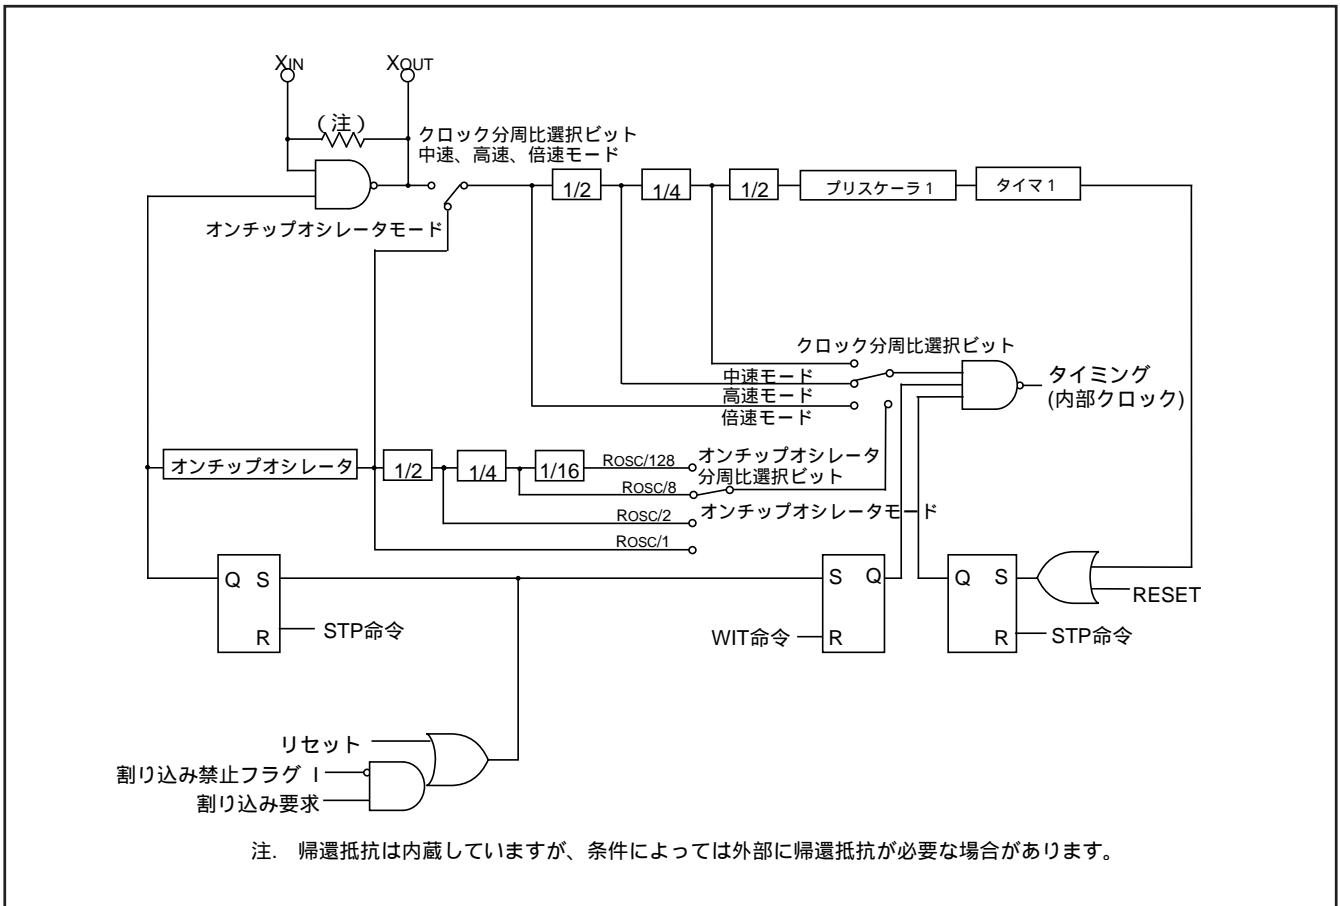 XIN
XOUT
(注)
クロック分周比選択ビット
中速、高速、倍速モード
1/2
1/4
1/2
プリスケーラ1
タイマ1
オンチップオシレータモード
クロック分周比選択ビット
中速モード
高速モード
倍速モード
タイミング
(内部クロック)
オンチップオシレータ
1/2
1/4
1/16
ROSC/128
ROSC/8
ROSC/2
ROSC/1
オンチップオシレータ
分周比選択ビット
オンチップオシレータモード
Q S
R
STP命令
S Q
R
WIT命令
Q S
R
STP命令
RESET
リセット
割り込み禁止フラグ I
割り込み要求
注. 帰還抵抗は内蔵していますが、条件によっては外部に帰還抵抗が必要な場合があります。